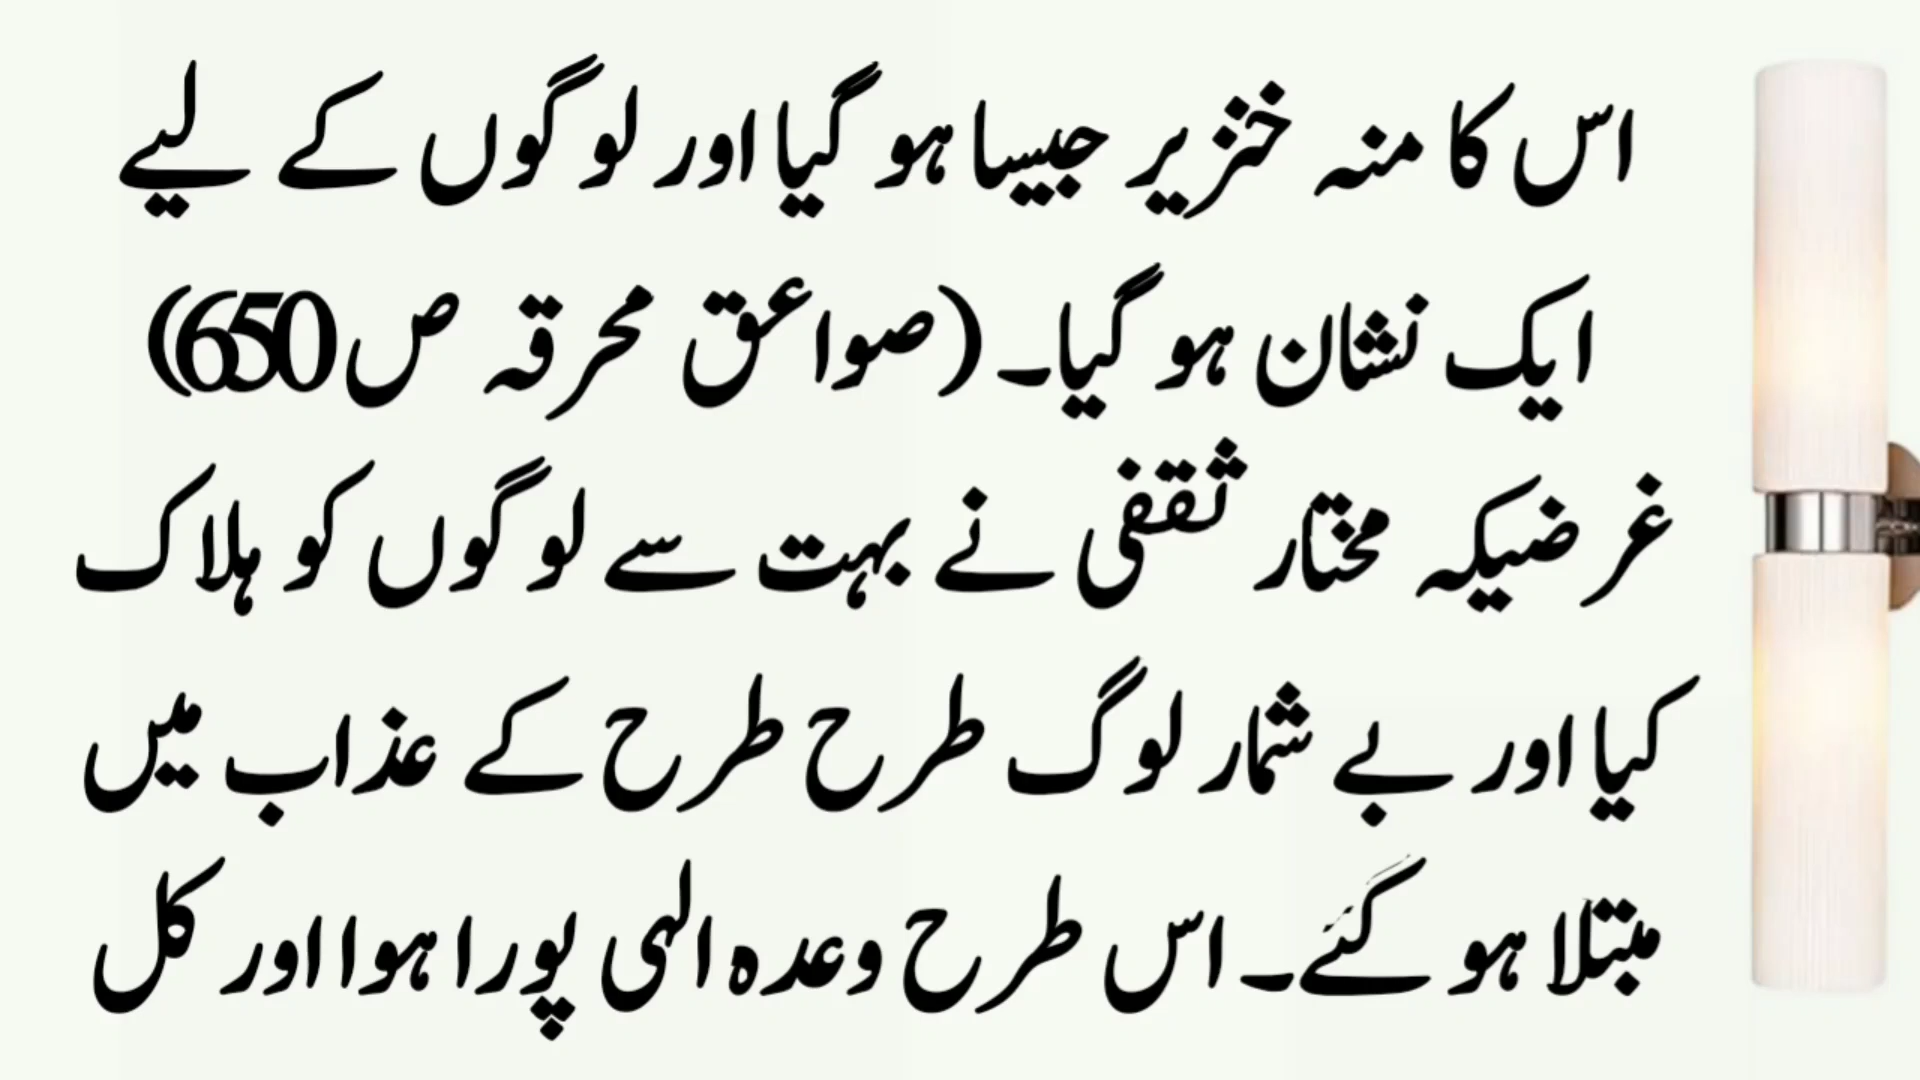 اس کا منہ خنزیر جیسا ہو گیا اور لوگوں کے لیے
ایک نشان ہو گیا۔ (صواعق محرقہ ص650)
غرضیکہ مختار ثقفی نے بہت سے لوگوں کو ہلاک
کیا اور بے شمار لوگ طرح طرح کے عذاب میں
مبتلا ہو گئے۔ اس طرح وعدہ الہی پورا ہوا اور کل